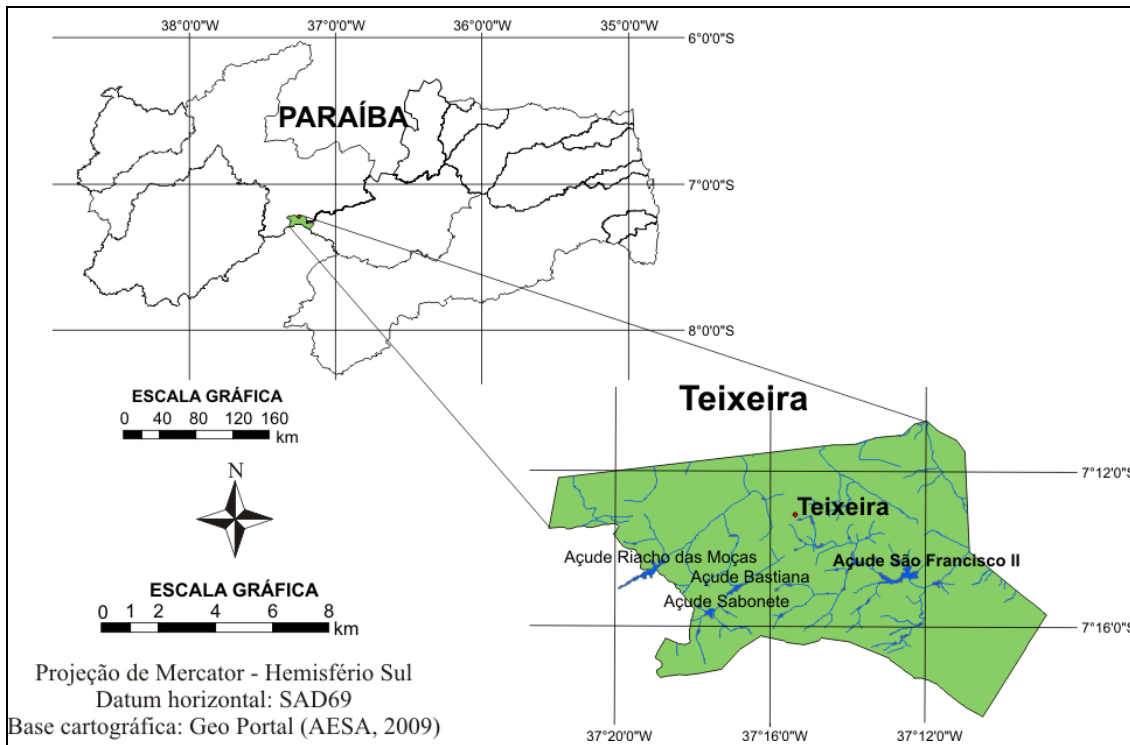 38°0'0"W 37°0'0"W 36°0'0"W 35°0'0"W
6°0'0"S
PARAÍBA
7°0'0"S
8°0'0"S
ESCALA GRÁFICA
0 40 80 120 160
km
N
ESCALA GRÁFICA
0 1 2 4 6 8
km
Projeção de Mercator - Hemisfério Sul
Datum horizontal: SAD69
Base cartográfica: Geo Portal (AESA, 2009)
Teixeira
7°12'0"S
Teixeira
Açude Riacho das Moças
Açude São Francisco II
Açude Bastiana
Açude Sabonete
7°16'0"S
37°20'0"W 37°16'0"W 37°12'0"W